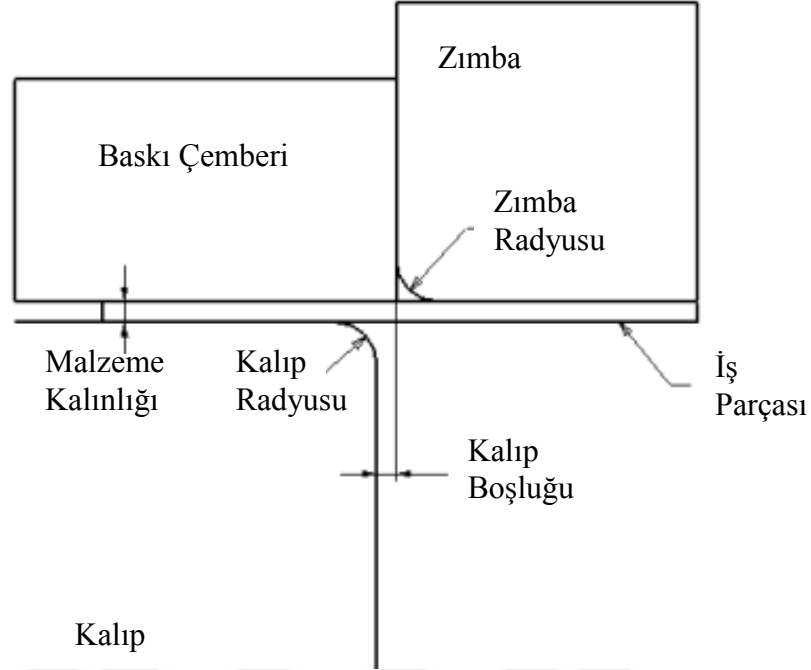 Zımba
Baskı Çemberi
Zımba
Radyusu
Malzeme
Kalınlığı
Kalıp
Radyusu
İş
Parçası
Kalıp
Boşluğu
Kalıp